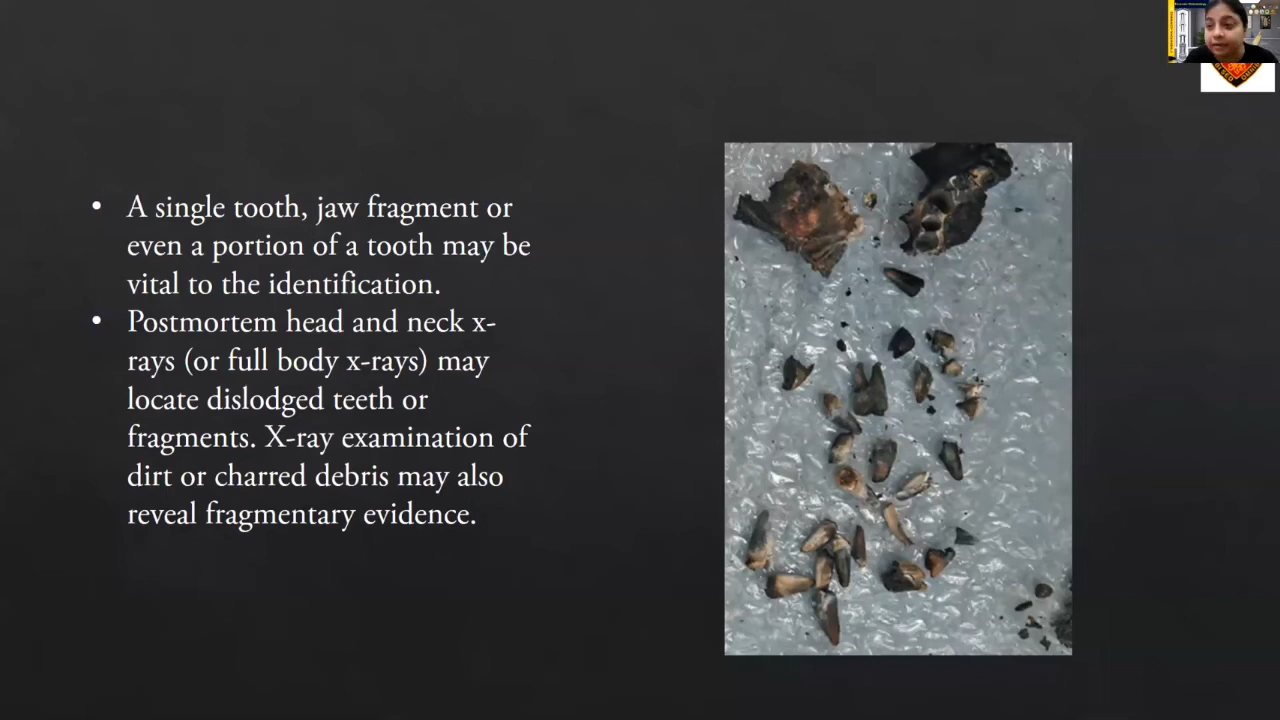 • A single tooth, jaw fragment or
even a portion of a tooth may be
vital to the identification.
• Postmortem head and neck x-
rays (or full body x-rays) may
locate dislodged teeth or
fragments. X-ray examination of
dirt or charred debris may also
reveal fragmentary evidence.